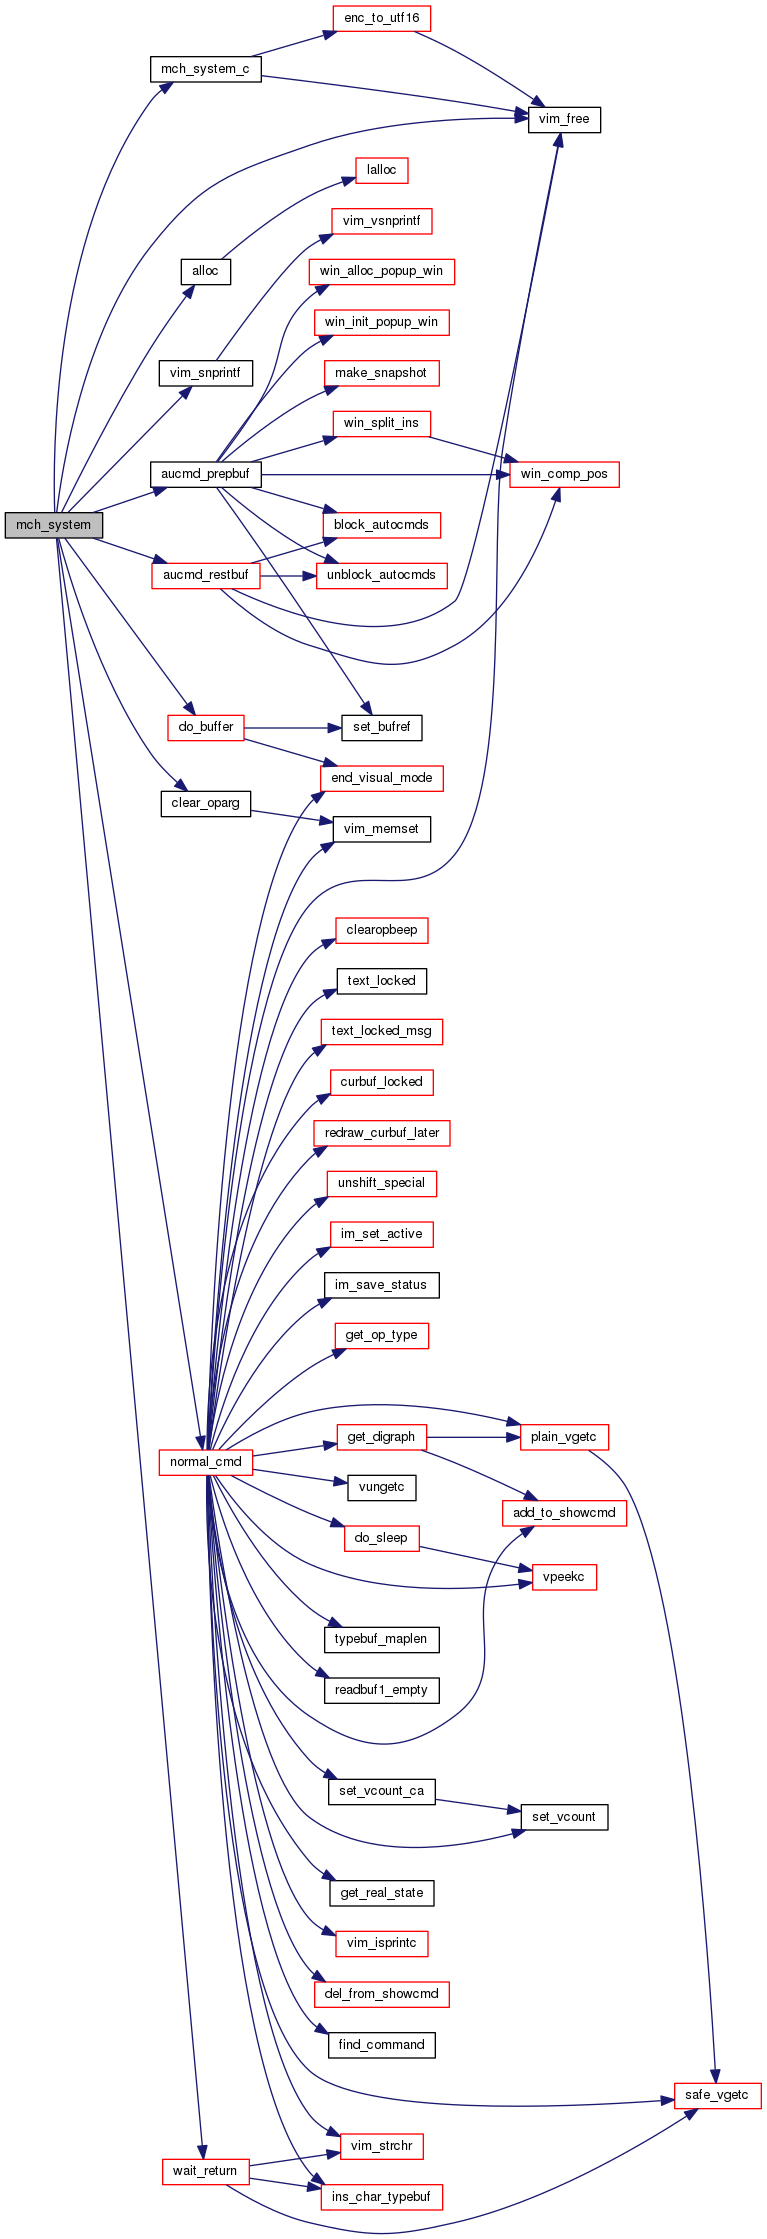 enc_to_utf16
mch_system_c
vim_free
lalloc
vim_vsnprintf
alloc
win_alloc_popup_win
win_init_popup_win
vim_snprintf
make_snapshot
win_split_ins
aucmd_prepbuf
win_comp_pos
mch_system
block_autocmds
aucmd_restbuf
unblock_autocmds
do_buffer
set_bufref
end_visual_mode
clear_oparg
vim_memset
clearopbeep
text_locked
text_locked_msg
curbuf_locked
redraw_curbuf_later
unshift_special
im_set_active
im_save_status
get_op_type
get_digraph
plain_vgetc
normal_cmd
vungetc
add_to_showcmd
do_sleep
vpeekc
typebuf_maplen
readbuf1_empty
set_vcount_ca
set_vcount
get_real_state
vim_isprintc
del_from_showcmd
find_command
safe_vgetc
vim_strchr
wait_return
ins_char_typebuf